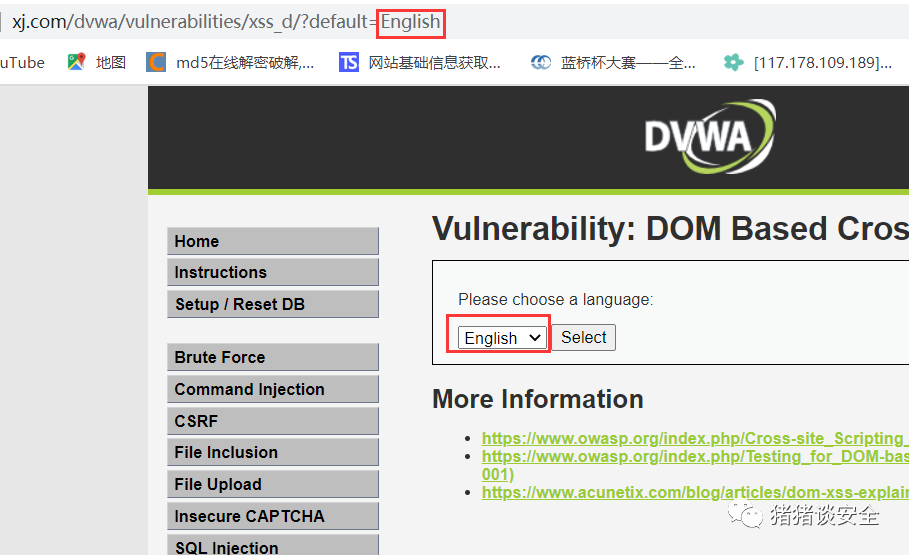 xj.com/dvwa/vulnerabilities/xss_d/?default=English
uTube 地图 md5在线解密破解,... TS 网站基础信息获取... 蓝桥杯大赛——全... [117.178.109.189]...
DVWA
Vulnerability: DOM Based Cros
Home
Instructions
Setup / Reset DB
Please choose a language:
English Select
Brute Force
Command Injection
CSRF
File Inclusion
File Upload
Insecure CAPTCHA
SQL Injection
More Information
https://www.owasp.org/index.php/Cross-site_Scripting_
https://www.owasp.org/index.php/Testing_for_DOM-bas
001)
https://www.acunetix.com/blog/articles/dom-xss-explain
猪猪谈安全